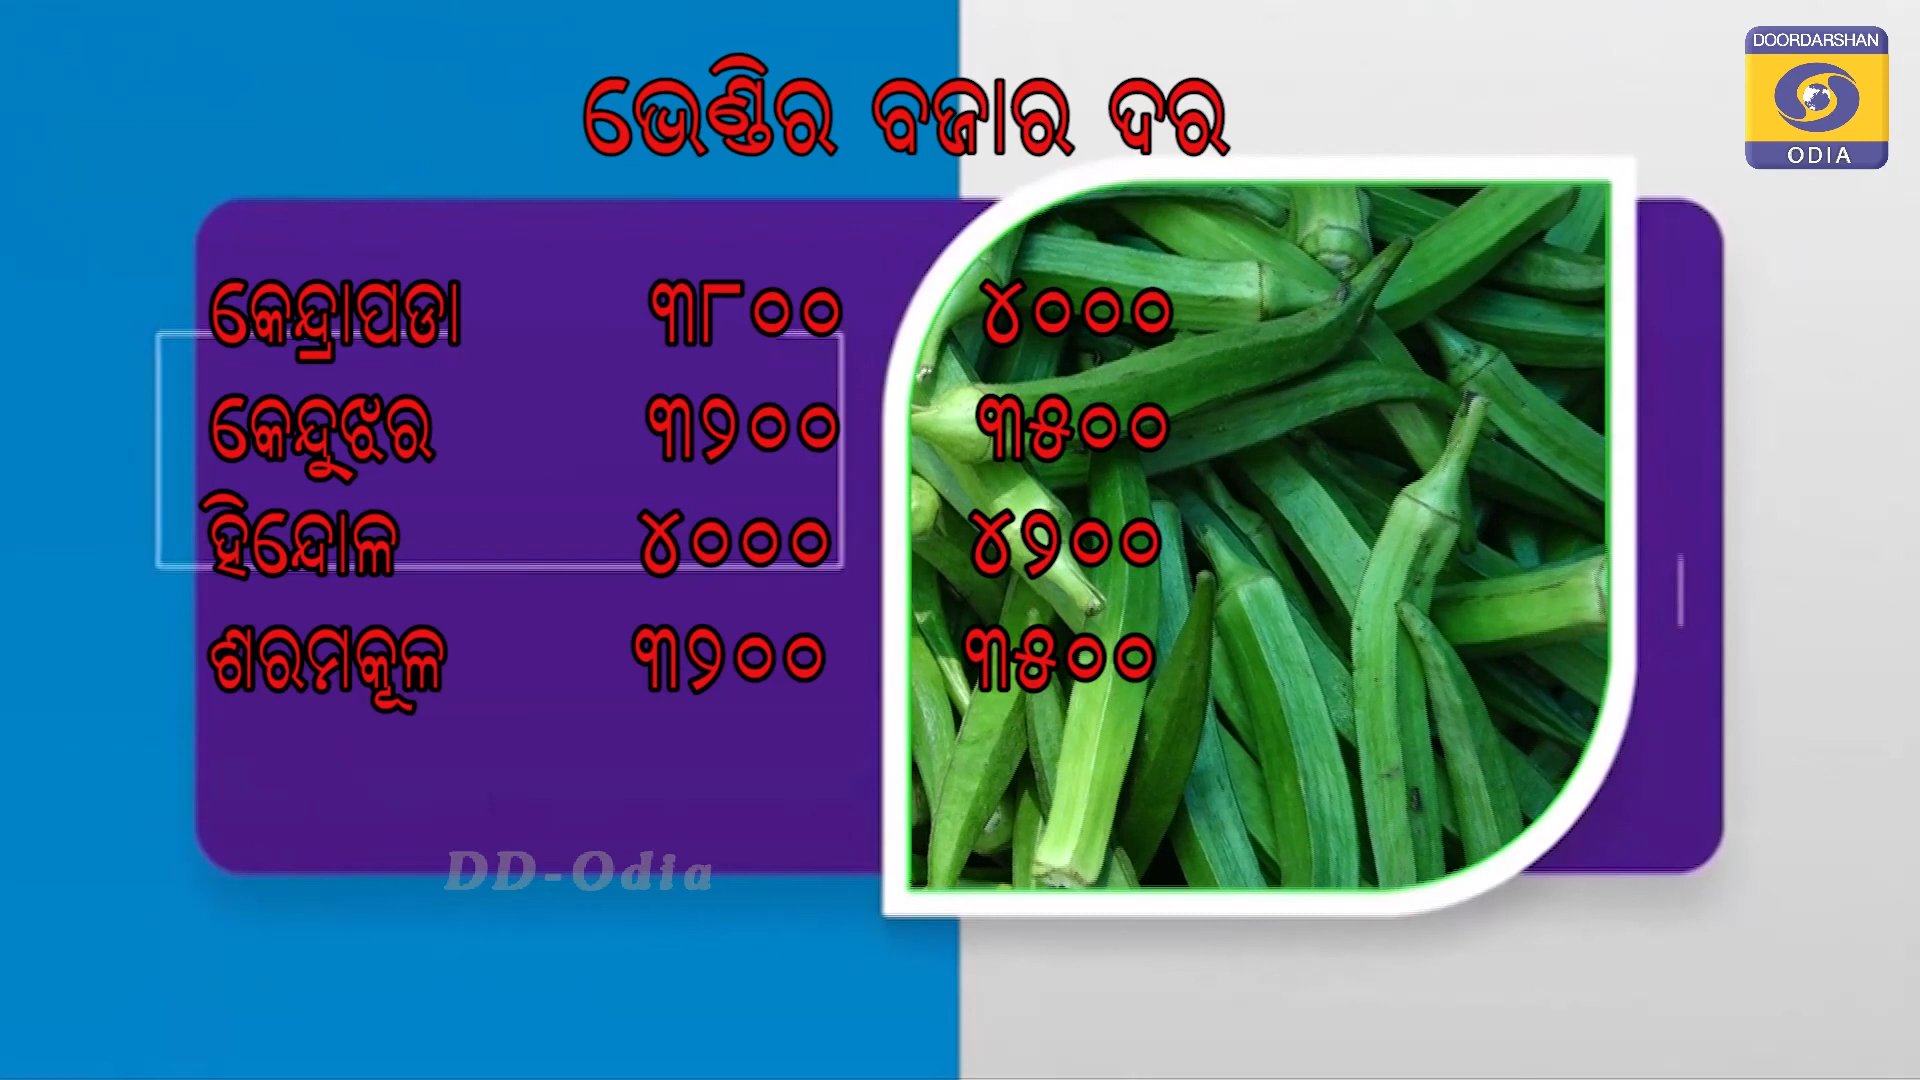 DOORDARSHAN
ODIA
ଭେଣ୍ଡିର ବଜାର ଦର
କେନ୍ଦ୍ରାପଡା ୩୮୦୦ ୪୦୦୦
କେନ୍ଦୁଝର ୩୨୦୦ ୩୫୦୦
ହିନ୍ଦୋଳ ୪୦୦୦ ୪୨୦୦
ଶରମକୂଳ ୩୨୦୦ ୩୫୦୦
DD-Odia